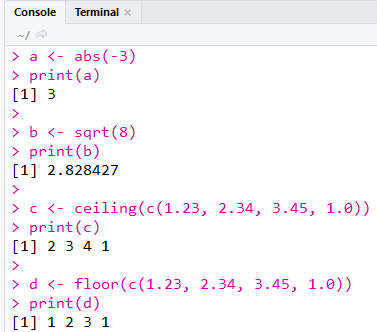 Console Terminal ×
~/
> a <- abs(-3)
> print(a)
[1] 3
>
> b <- sqrt(8)
> print(b)
[1] 2.828427
>
> c <- ceiling(c(1.23, 2.34, 3.45, 1.0))
> print(c)
[1] 2 3 4 1
>
> d <- floor(c(1.23, 2.34, 3.45, 1.0))
> print(d)
[1] 1 2 3 1